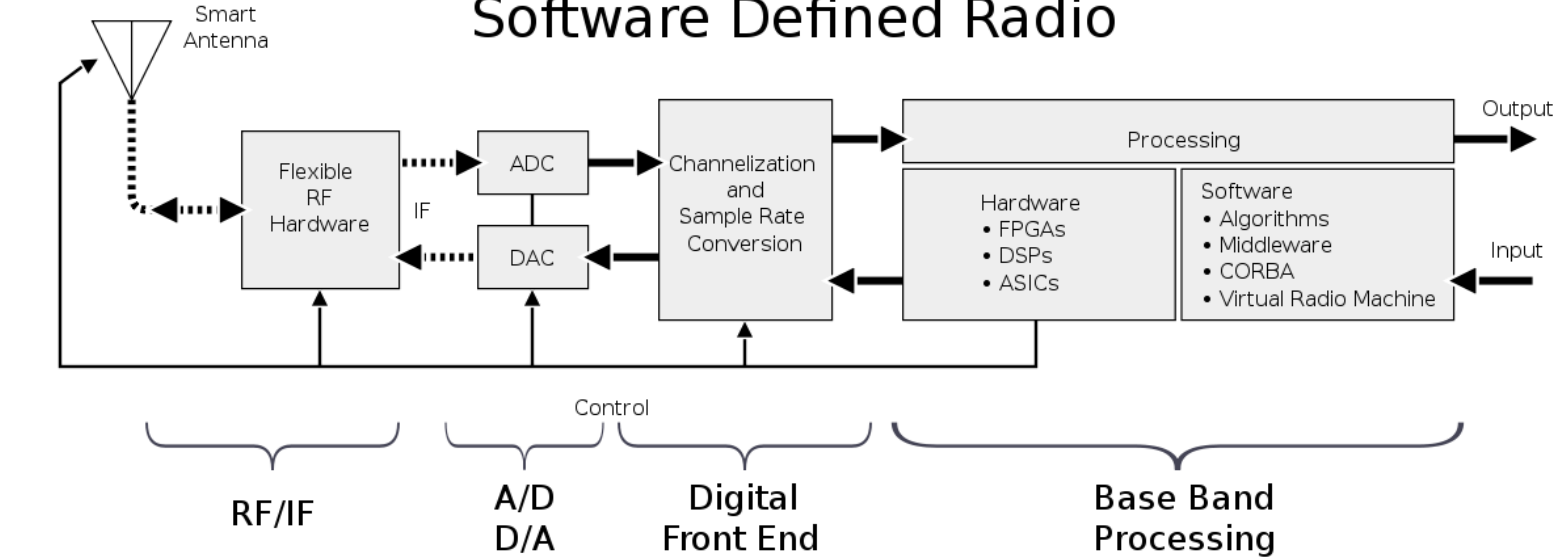 Software Defined Radio
Smart
Antenna
Flexible
RF
Hardware
IF
ADC
DAC
Channelization
and
Sample Rate
Conversion
Processing
Hardware
• FPGAs
• DSPs
• ASICs
Software
• Algorithms
• Middleware
• CORBA
• Virtual Radio Machine
Output
Input
Control
RF/IF
A/D
D/A
Digital
Front End
Base Band
Processing